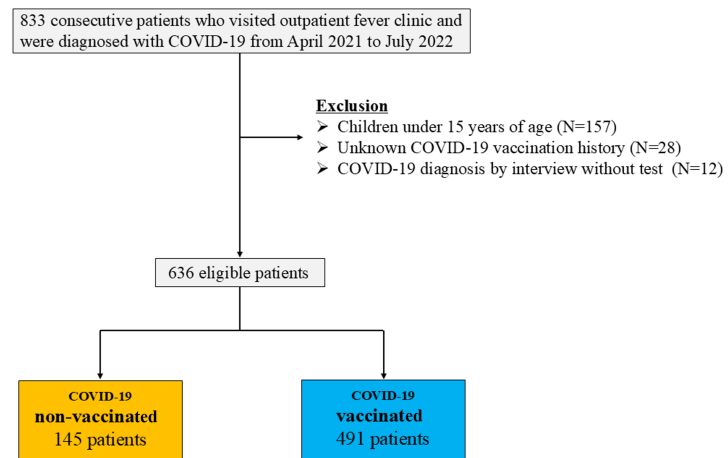 833 consecutive patients who visited outpatient fever clinic and
were diagnosed with COVID-19 from April 2021 to July 2022
Exclusion
➢ Children under 15 years of age (N=157)
➢ Unknown COVID-19 vaccination history (N=28)
➢ COVID-19 diagnosis by interview without test (N=12)
636 eligible patients
COVID-19
non-vaccinated
145 patients
COVID-19
vaccinated
491 patients